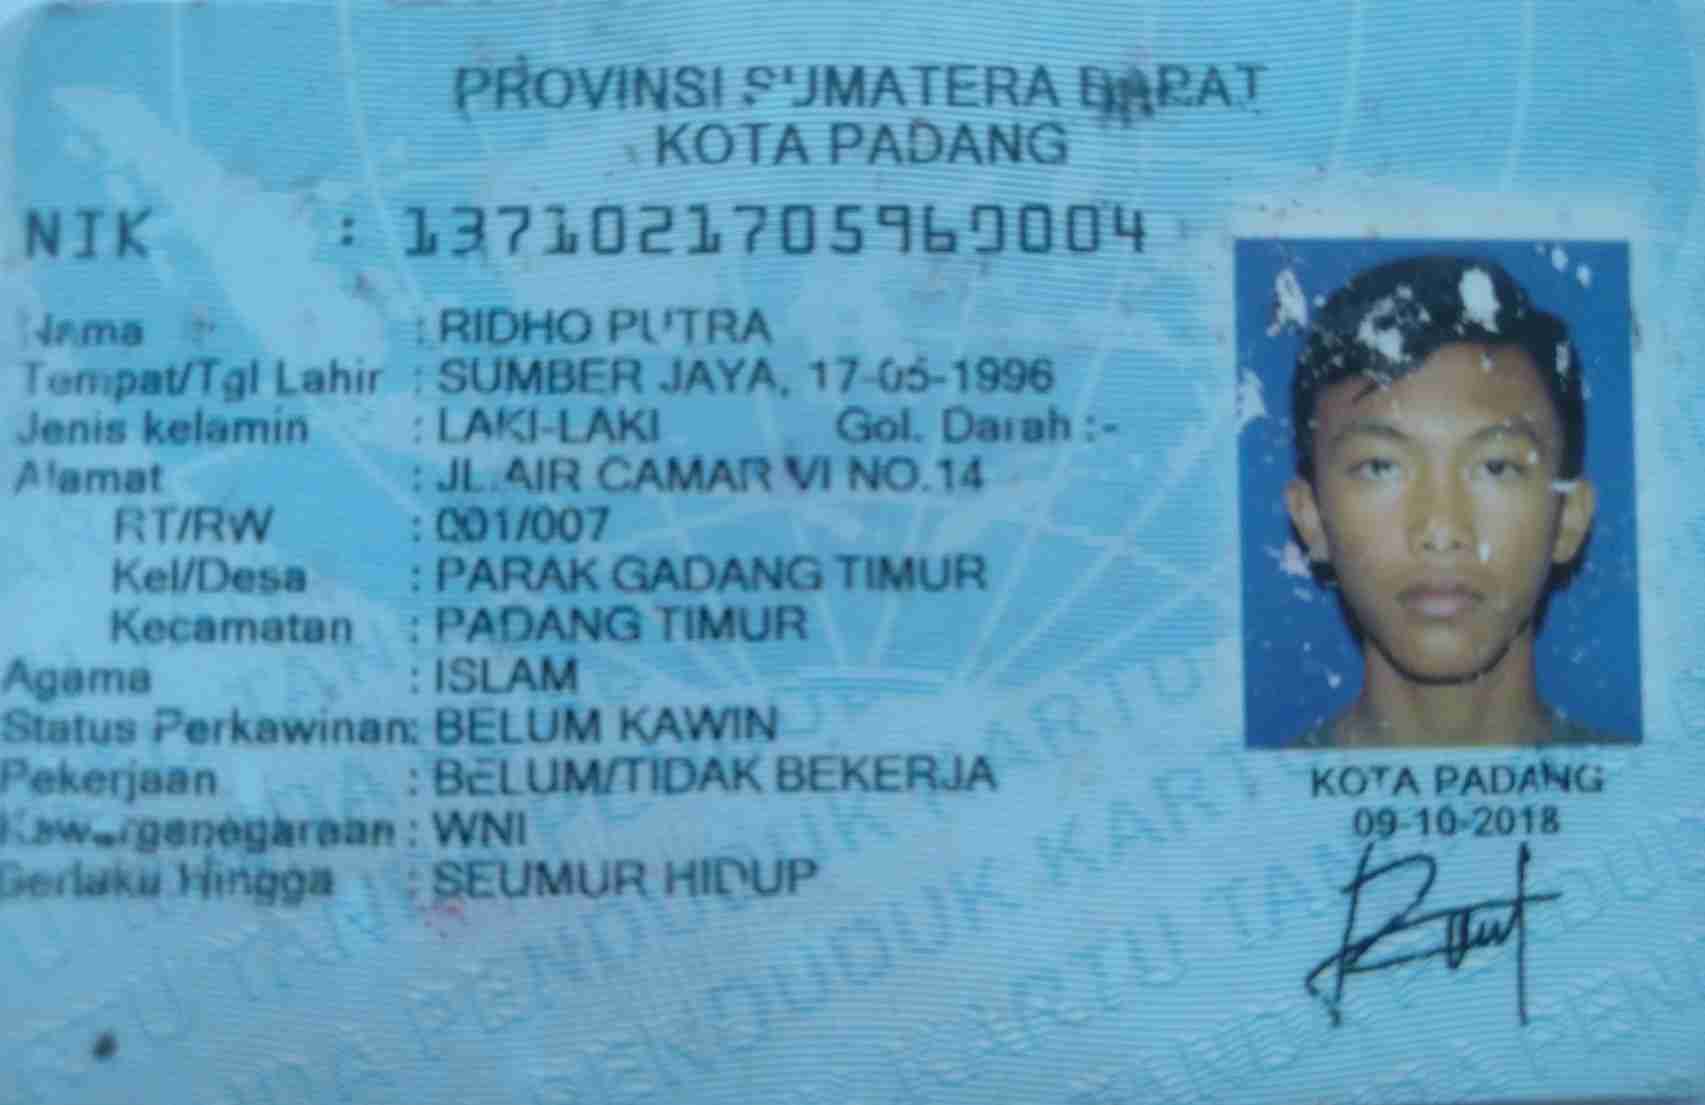 PROVINSI SUMATERA BARAT
KOTA PADANG
NIK : 1371021705960004
Nama : RIDHO PUTRA
Tempat/Tgl Lahir : SUMBER JAYA, 17-05-1996
Jenis kelamin : LAKI-LAKI Gol. Darah :-
Alamat : JL.AIR CAMAR VI NO.14
RT/RW : 001/007
Kel/Desa : PARAK GADANG TIMUR
Kecamatan : PADANG TIMUR
Agama : ISLAM
Status Perkawinan: BELUM KAWIN
Pekerjaan : BELUM/TIDAK BEKERJA
Kewarganegaraan : WNI
Berlaku Hingga : SEUMUR HIDUP
KOTA PADANG
09-10-2018